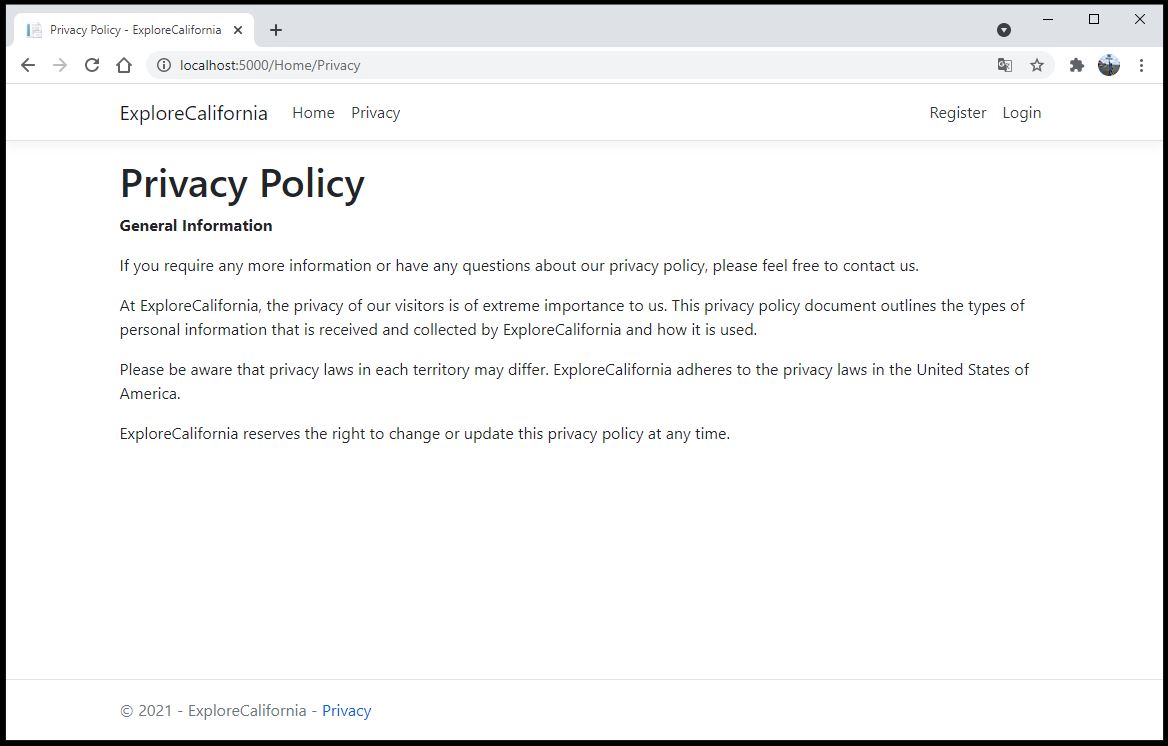 Privacy Policy - ExploreCalifornia
localhost:5000/Home/Privacy
ExploreCalifornia Home Privacy Register Login
Privacy Policy
General Information
If you require any more information or have any questions about our privacy policy, please feel free to contact us.
At ExploreCalifornia, the privacy of our visitors is of extreme importance to us. This privacy policy document outlines the types of
personal information that is received and collected by ExploreCalifornia and how it is used.
Please be aware that privacy laws in each territory may differ. ExploreCalifornia adheres to the privacy laws in the United States of
America.
ExploreCalifornia reserves the right to change or update this privacy policy at any time.
© 2021 - ExploreCalifornia - Privacy